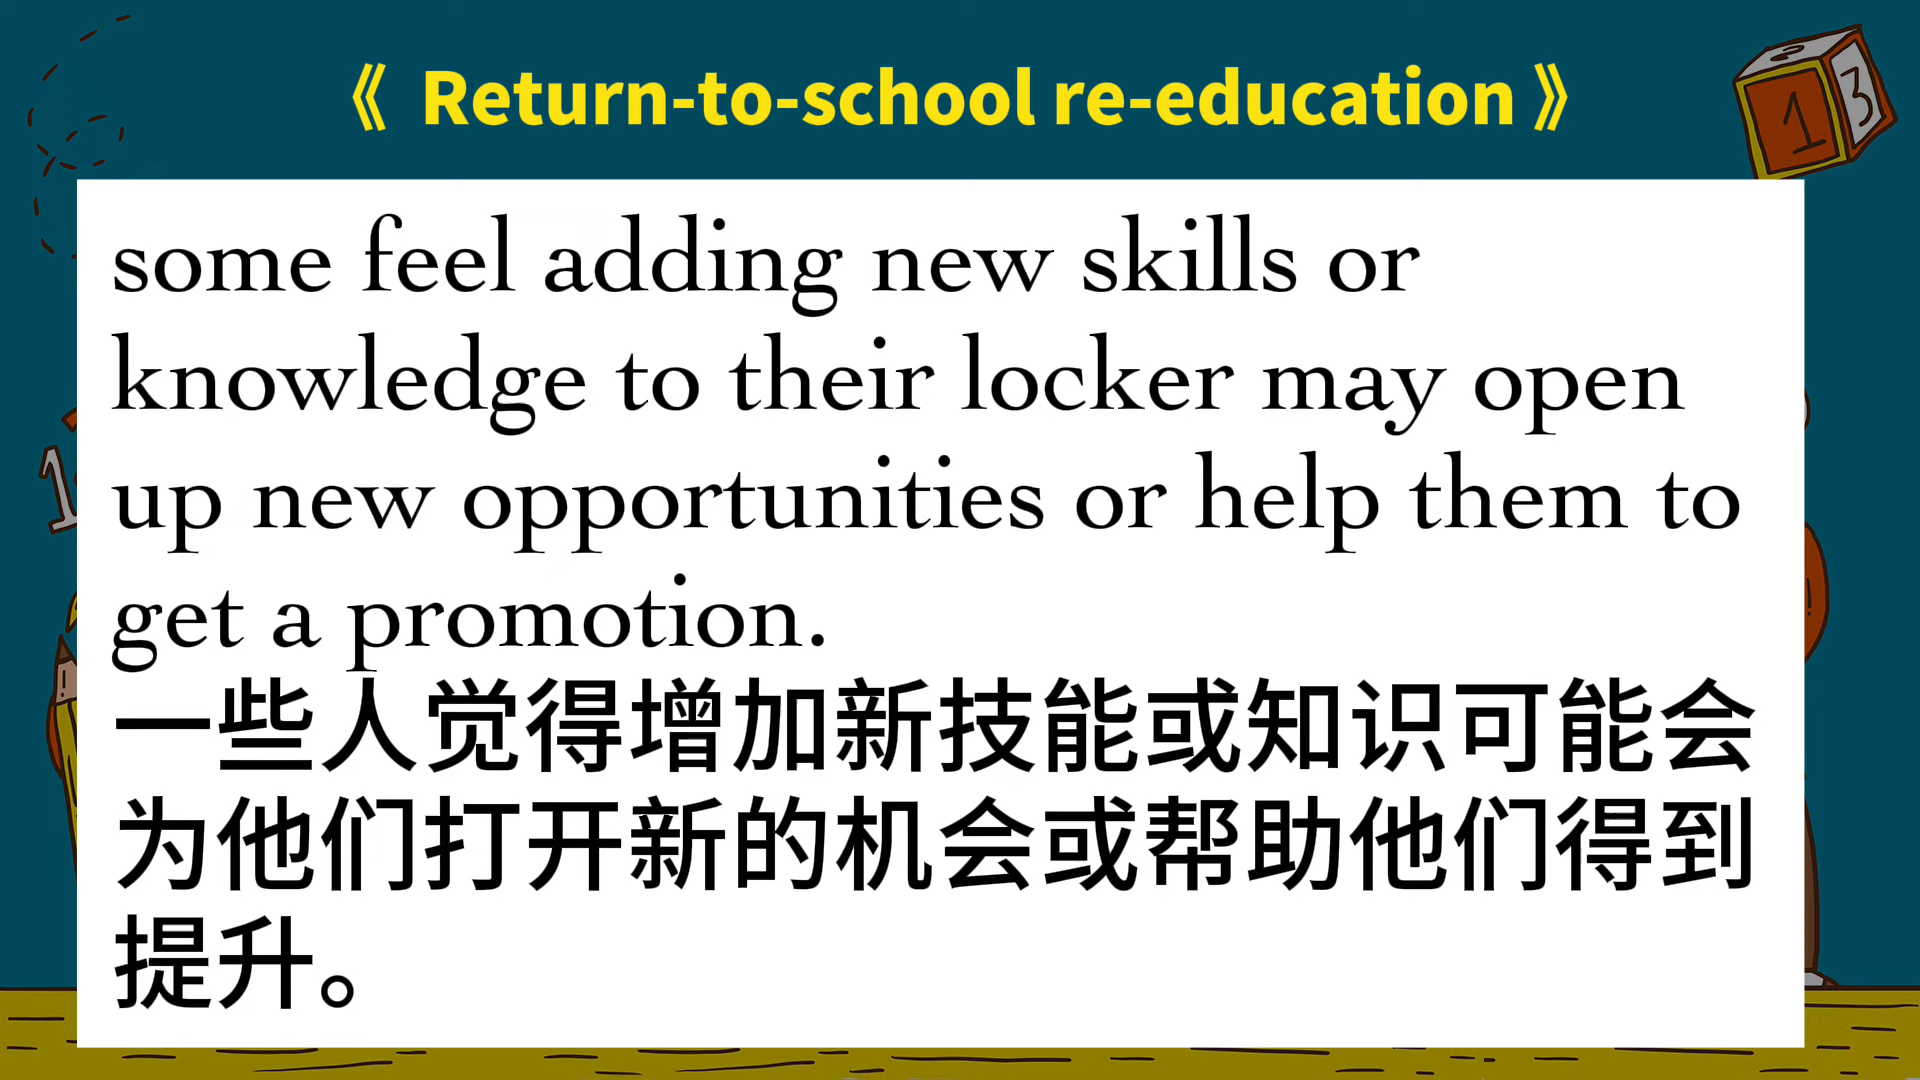 《 Return-to-school re-education 》
some feel adding new skills or
knowledge to their locker may open
up new opportunities or help them to
get a promotion.
一些人觉得增加新技能或知识可能会
为他们打开新的机会或帮助他们得到
提升。
1 3
1